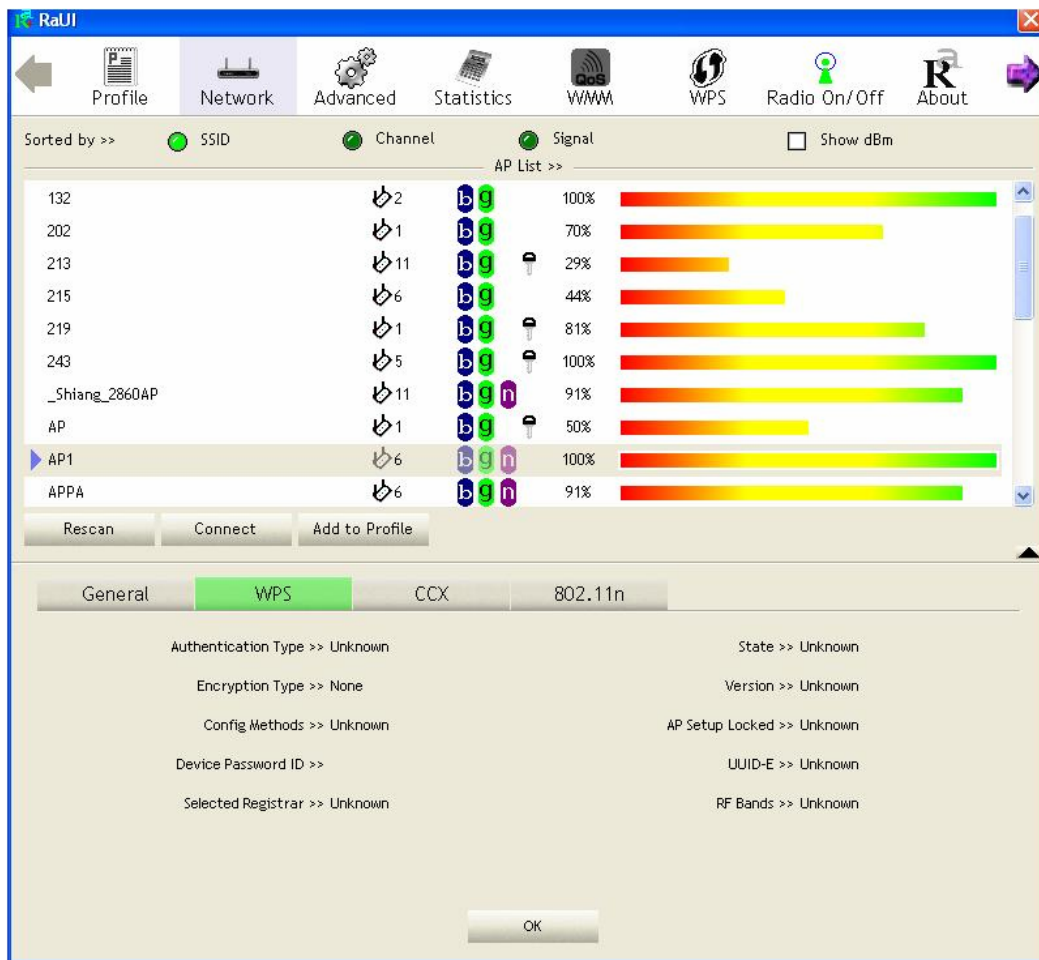 RaUI
Profile Network Advanced Statistics QoS WMM WPS Radio On/Off Ra About
Sorted by >> SSID Channel Signal Show dBm
AP List >>
132 2 b g 100%
202 1 b g 70%
213 11 b g 29%
215 6 b g 44%
219 1 b g 81%
243 5 b g 100%
_Shiang_2860AP 11 b g n 91%
AP 1 b g 50%
AP1 6 b g n 100%
APPA 6 b g n 91%
Rescan Connect Add to Profile
General WPS CCX 802.11n
Authentication Type >> Unknown State >> Unknown
Encryption Type >> None Version >> Unknown
Config Methods >> Unknown AP Setup Locked >> Unknown
Device Password ID >> UUID-E >> Unknown
Selected Registrar >> Unknown RF Bands >> Unknown
OK